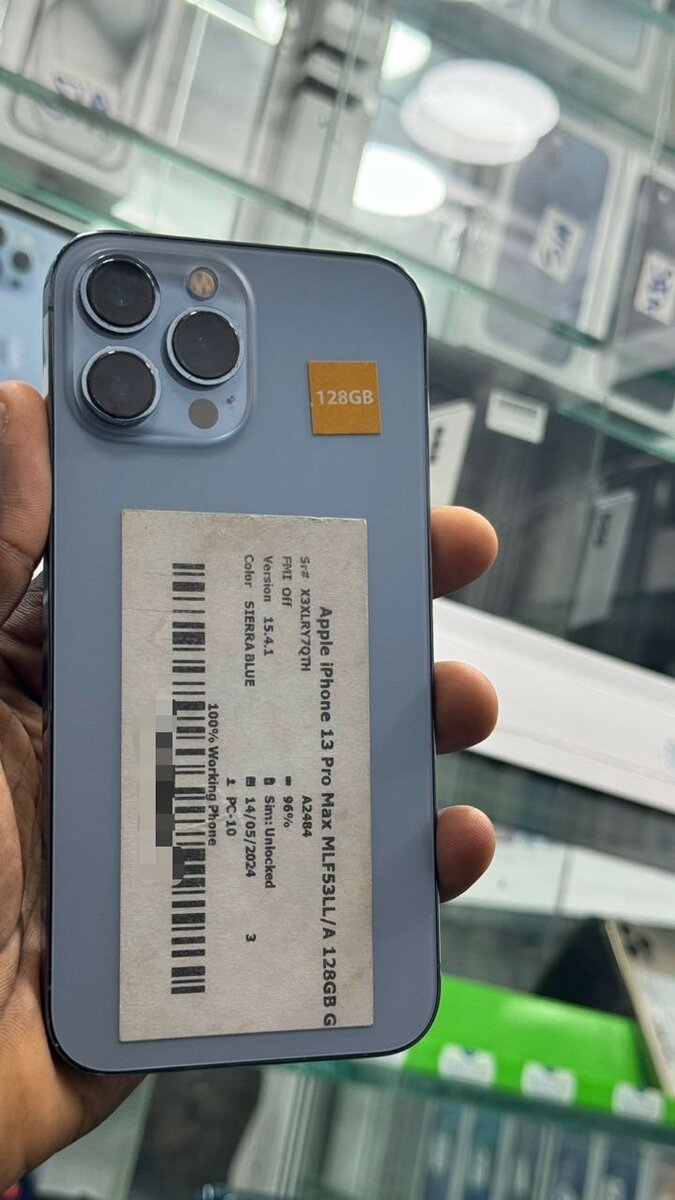 128GB
Apple iPhone 13 Pro Max MLF53LL/A 128GB G
Sr# X3XLRY7QTH
A2484
FMI Off
96%
Version 15.4.1
Sim: Unlocked
Color SIERRA BLUE
14/05/2024 3
PC-10
100% Working Phone